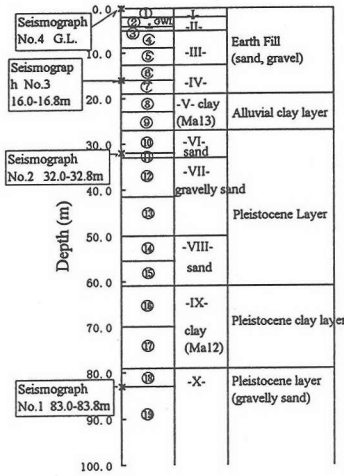 Seismograph
No.4 G.L.
Seismograp
h No.3
16.0-16.8m
Seismograph
No.2 32.0-32.8m
Seismograph
No.1 83.0-83.8m
Depth (m)
0.0
10.0
20.0
30.0
40.0
50.0
60.0
70.0
80.0
90.0
100.0
①
②
GWL
③
④
⑤
⑥
⑦
⑧
⑨
⑩
⑪
⑫
⑬
⑭
⑮
⑯
⑰
⑱
⑲
-I-
-II-
-III-
-IV-
-V- clay
(Ma13)
-VI-
sand
-VII-
gravelly sand
-VIII-
sand
-IX-
clay
(Ma12)
-X-
Earth Fill
(sand, gravel)
Alluvial clay layer
Pleistocene Layer
Pleistocene clay layer
Pleistocene layer
(gravelly sand)